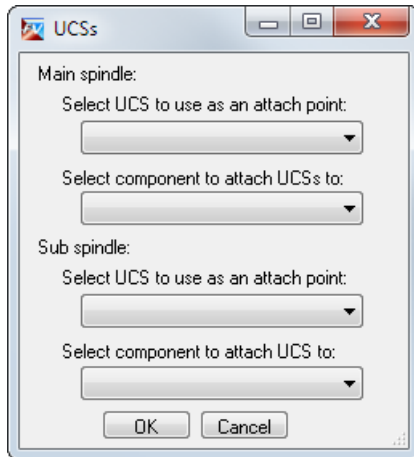 UCSs
Main spindle:
Select UCS to use as an attach point:
Select component to attach UCSs to:
Sub spindle:
Select UCS to use as an attach point:
Select component to attach UCS to:
OK Cancel